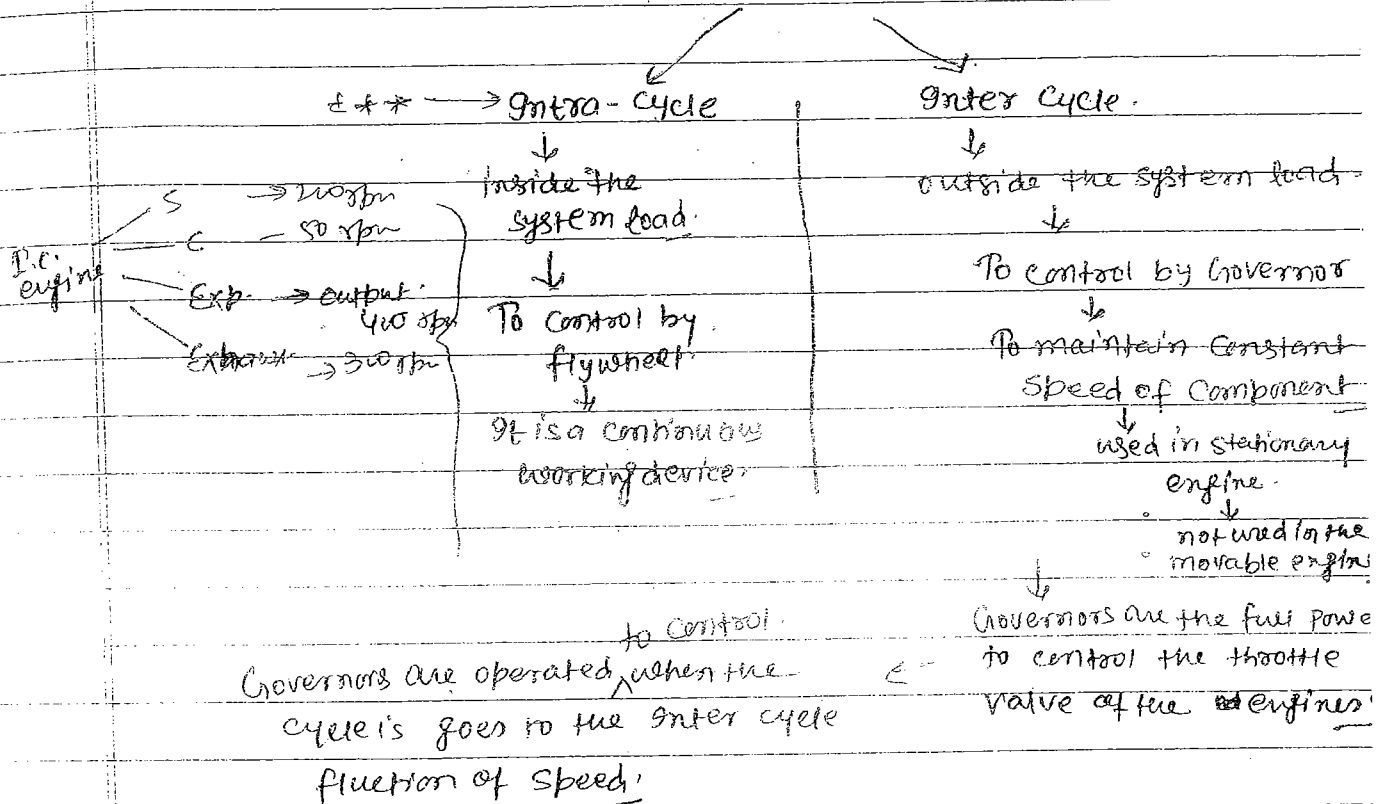 *** → Intra-Cycle
↓
inside the
system load.
↓
To control by
flywheel.
↓
It is a continuous
working device.
I.C.
engine
S → 200 rpm
C - 50 rpm
Exp. → output.
400 rpm
Exhaust → 300 rpm
Inter Cycle.
↓
outside the system load.
↓
To control by Governor
↓
To maintain Constant
Speed of Component
↓
used in stationary
engine.
↓
not used in the
movable engin
↓
Governors are the full powe
to control the throttle
valve of the engines.
←
to control
Governors are operated ^ when the
cycle is goes to the Inter cycle
fluction of Speed.